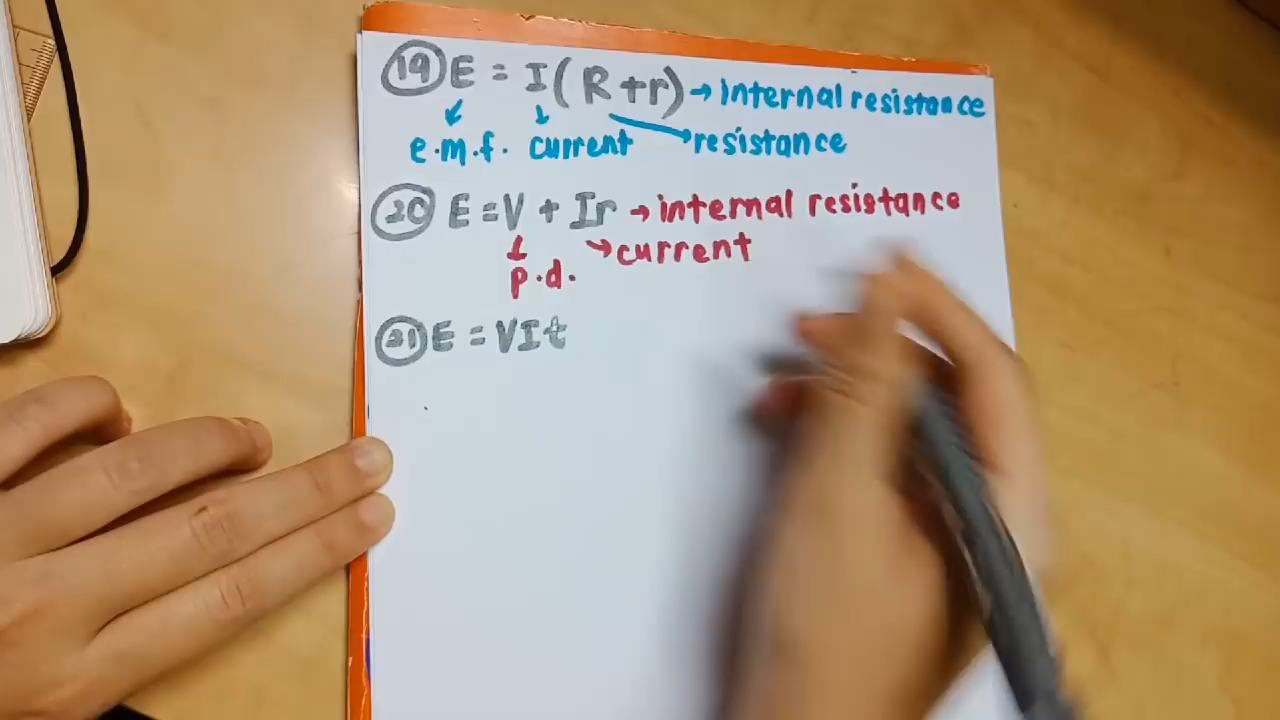 19 E = I(R+r) → internal resistance
e.m.f. current resistance
20 E = V + Ir → internal resistance
p.d. → current
21 E = VIt